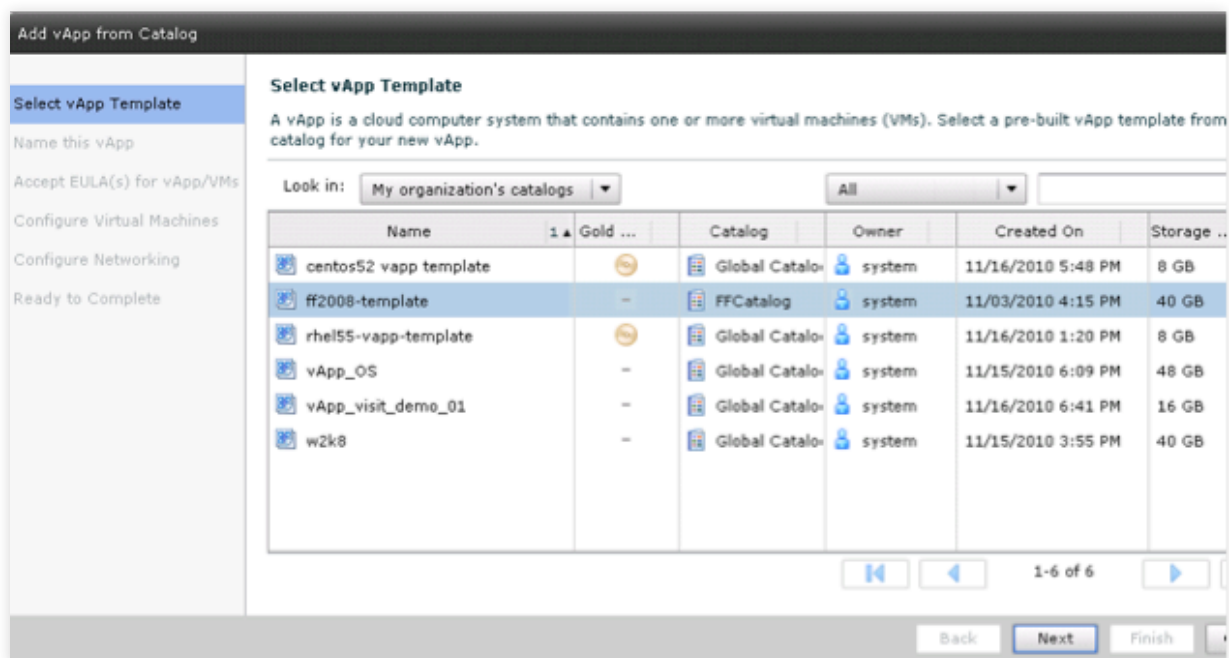 Add vApp from Catalog
Select vApp Template
Name this vApp
Accept EULA(s) for vApp/VMs
Configure Virtual Machines
Configure Networking
Ready to Complete
Select vApp Template
A vApp is a cloud computer system that contains one or more virtual machines (VMs). Select a pre-built vApp template from
catalog for your new vApp.
Look in: My organization's catalogs All
Name 1 Gold ... Catalog Owner Created On Storage ..
centos52 vapp template Global Catalo system 11/16/2010 5:48 PM 8 GB
ff2008-template - FFCatalog system 11/03/2010 4:15 PM 40 GB
rhel55-vapp-template Global Catalo system 11/16/2010 1:20 PM 8 GB
vApp_OS - Global Catalo system 11/15/2010 6:09 PM 48 GB
vApp_visit_demo_01 - Global Catalo system 11/16/2010 6:41 PM 16 GB
w2k8 - Global Catalo system 11/15/2010 3:55 PM 40 GB
1-6 of 6
Back Next Finish